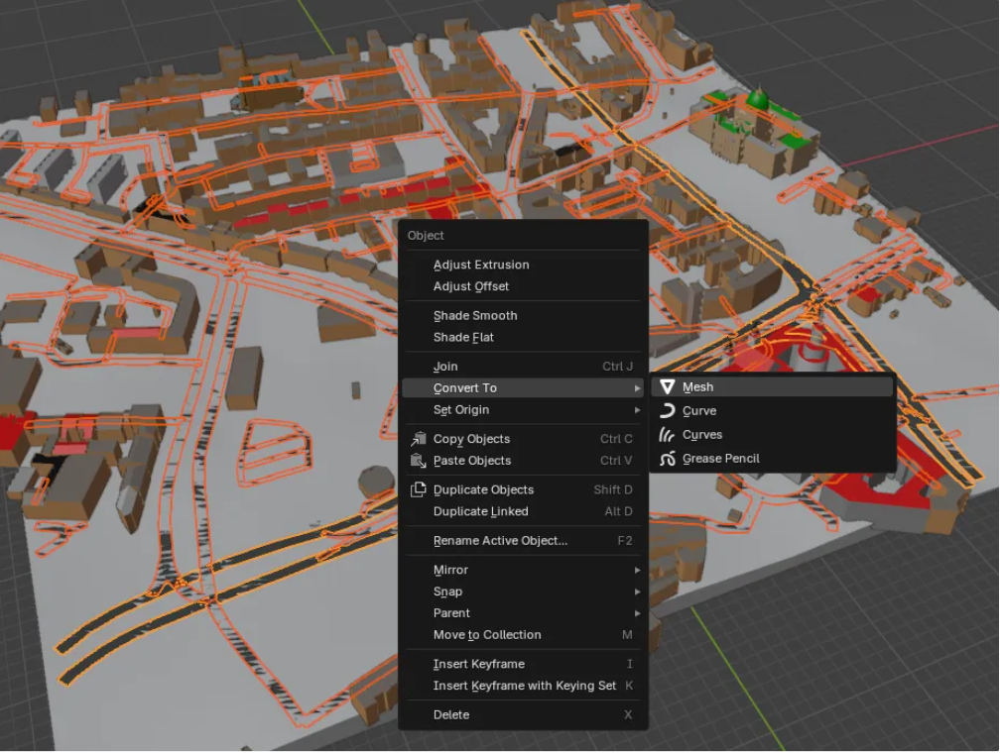 Object
Adjust Extrusion
Adjust Offset
Shade Smooth
Shade Flat
Join Ctrl J
Convert To
Set Origin
Copy Objects Ctrl C
Paste Objects Ctrl V
Duplicate Objects Shift D
Duplicate Linked Alt D
Rename Active Object... F2
Mirror
Snap
Parent
Move to Collection M
Insert Keyframe I
Insert Keyframe with Keying Set K
Delete X
Mesh
Curve
Curves
Grease Pencil